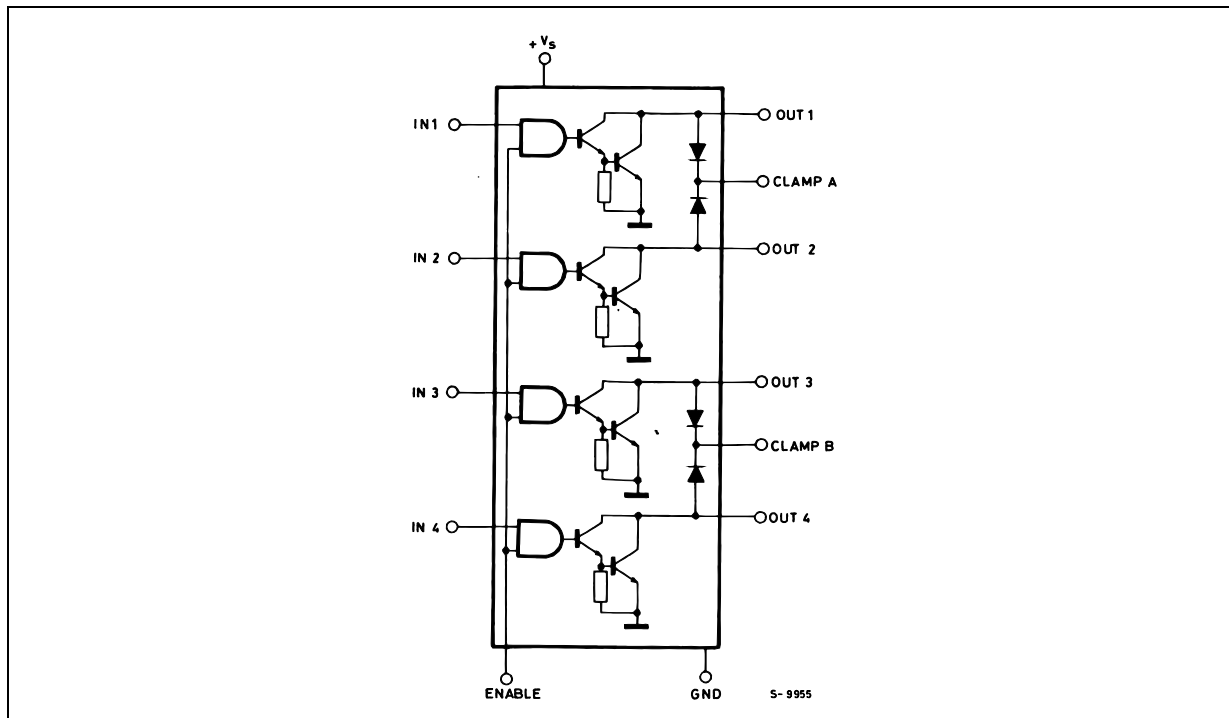 + Vs
IN1
OUT 1
CLAMP A
IN 2
OUT 2
IN 3
OUT 3
CLAMP B
IN 4
OUT 4
ENABLE
GND
S- 9955